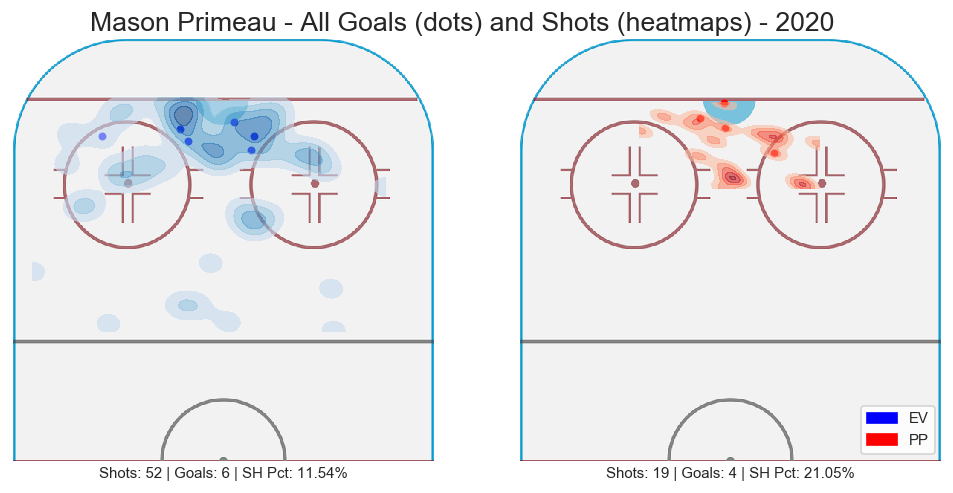 Mason Primeau - All Goals (dots) and Shots (heatmaps) - 2020
EV
PP
Shots: 52 | Goals: 6 | SH Pct: 11.54%
Shots: 19 | Goals: 4 | SH Pct: 21.05%